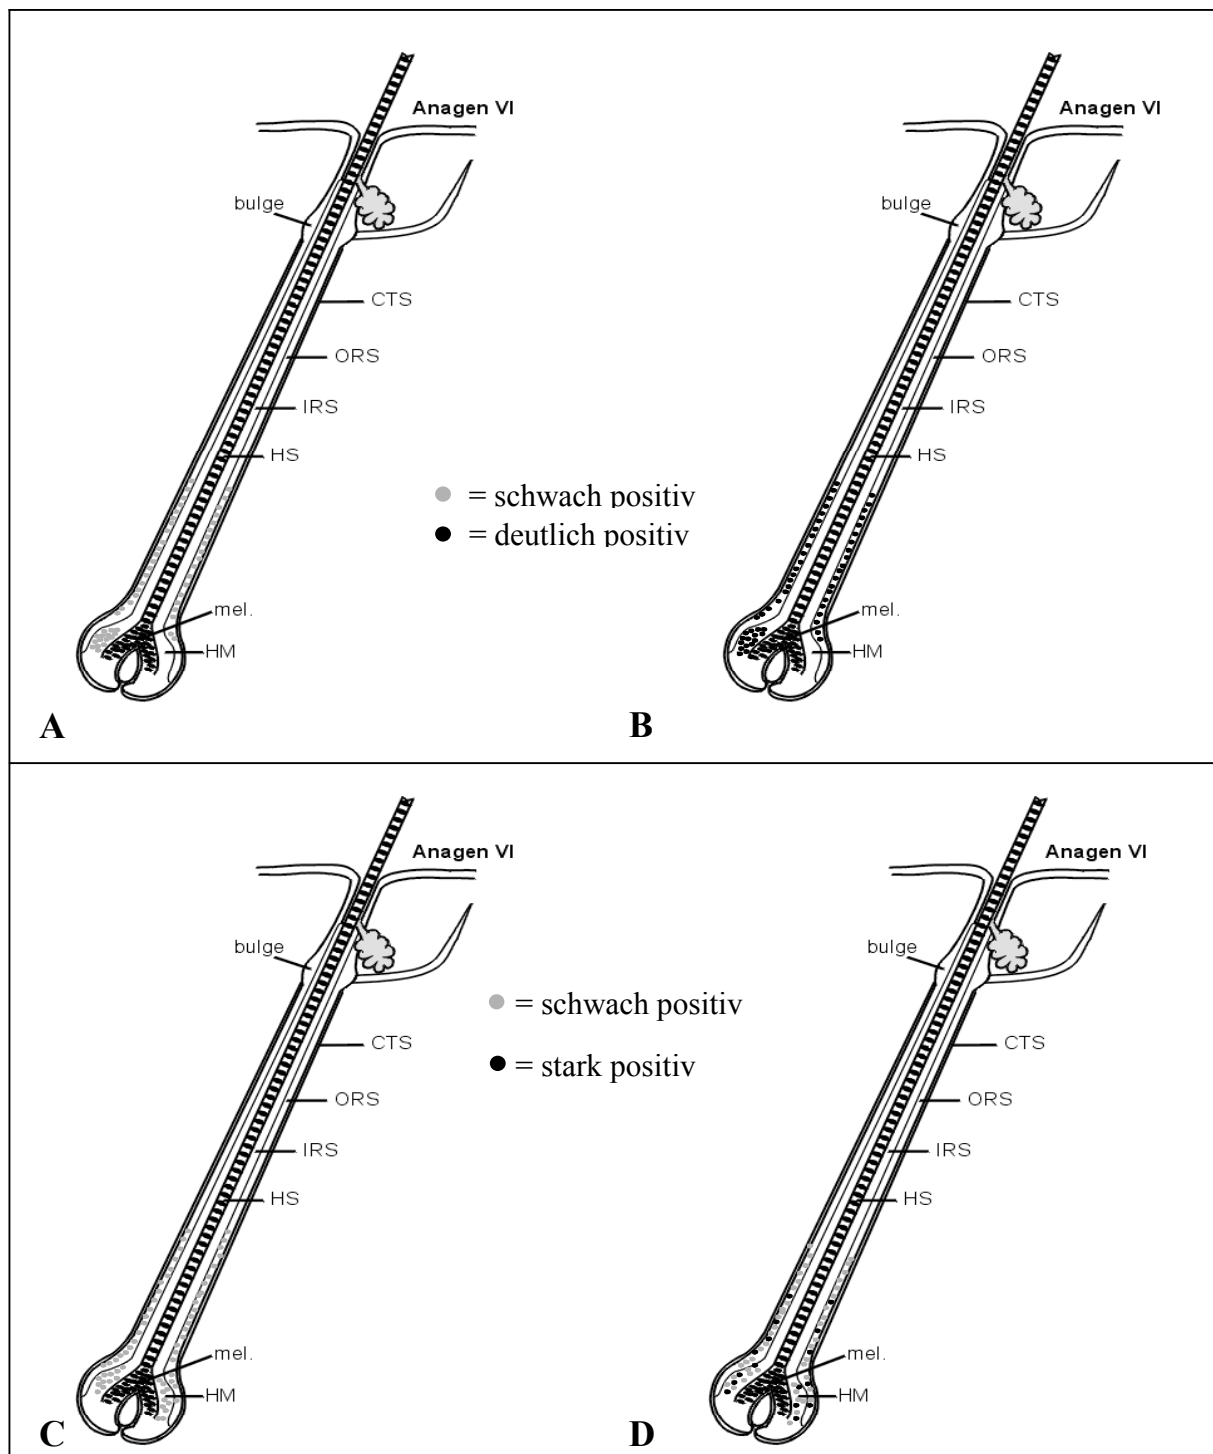 Anagen VI
bulge
CTS
ORS
IRS
HS
mel.
HM
A
Anagen VI
bulge
CTS
ORS
IRS
HS
mel.
HM
B
= schwach positiv
= deutlich positiv
Anagen VI
bulge
CTS
ORS
IRS
HS
mel.
HM
C
Anagen VI
bulge
CTS
ORS
IRS
HS
mel.
HM
D
= schwach positiv
= stark positiv